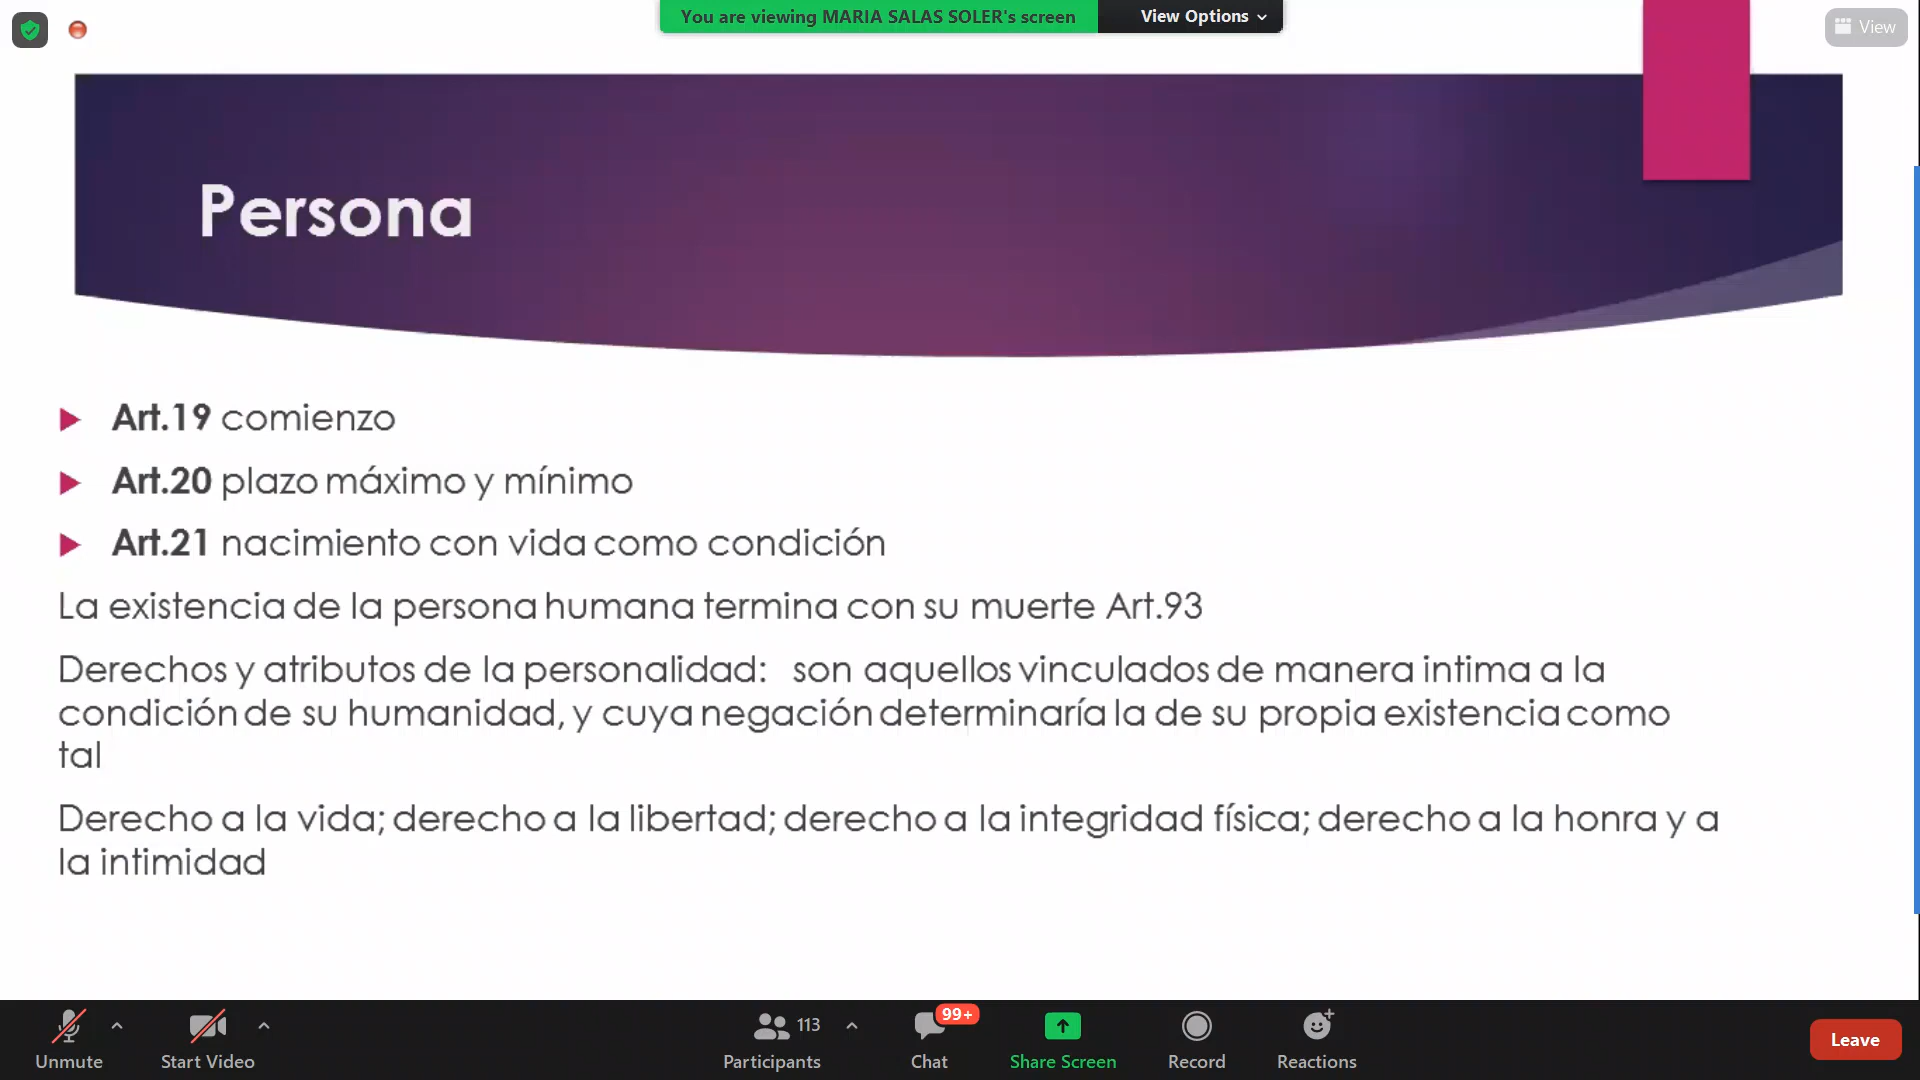 You are viewing MARIA SALAS SOLER's screen
View Options
View
Persona
Art.19 comienzo
Art.20 plazo máximo y mínimo
Art.21 nacimiento con vida como condición
La existencia de la persona humana termina con su muerte Art.93
Derechos y atributos de la personalidad: son aquellos vinculados de manera intima a la
condición de su humanidad, y cuya negación determinaría la de su propia existencia como
tal
Derecho a la vida; derecho a la libertad; derecho a la integridad física; derecho a la honra y a
la intimidad
113
99+
Unmute
Start Video
Participants
Chat
Share Screen
Record
Reactions
Leave